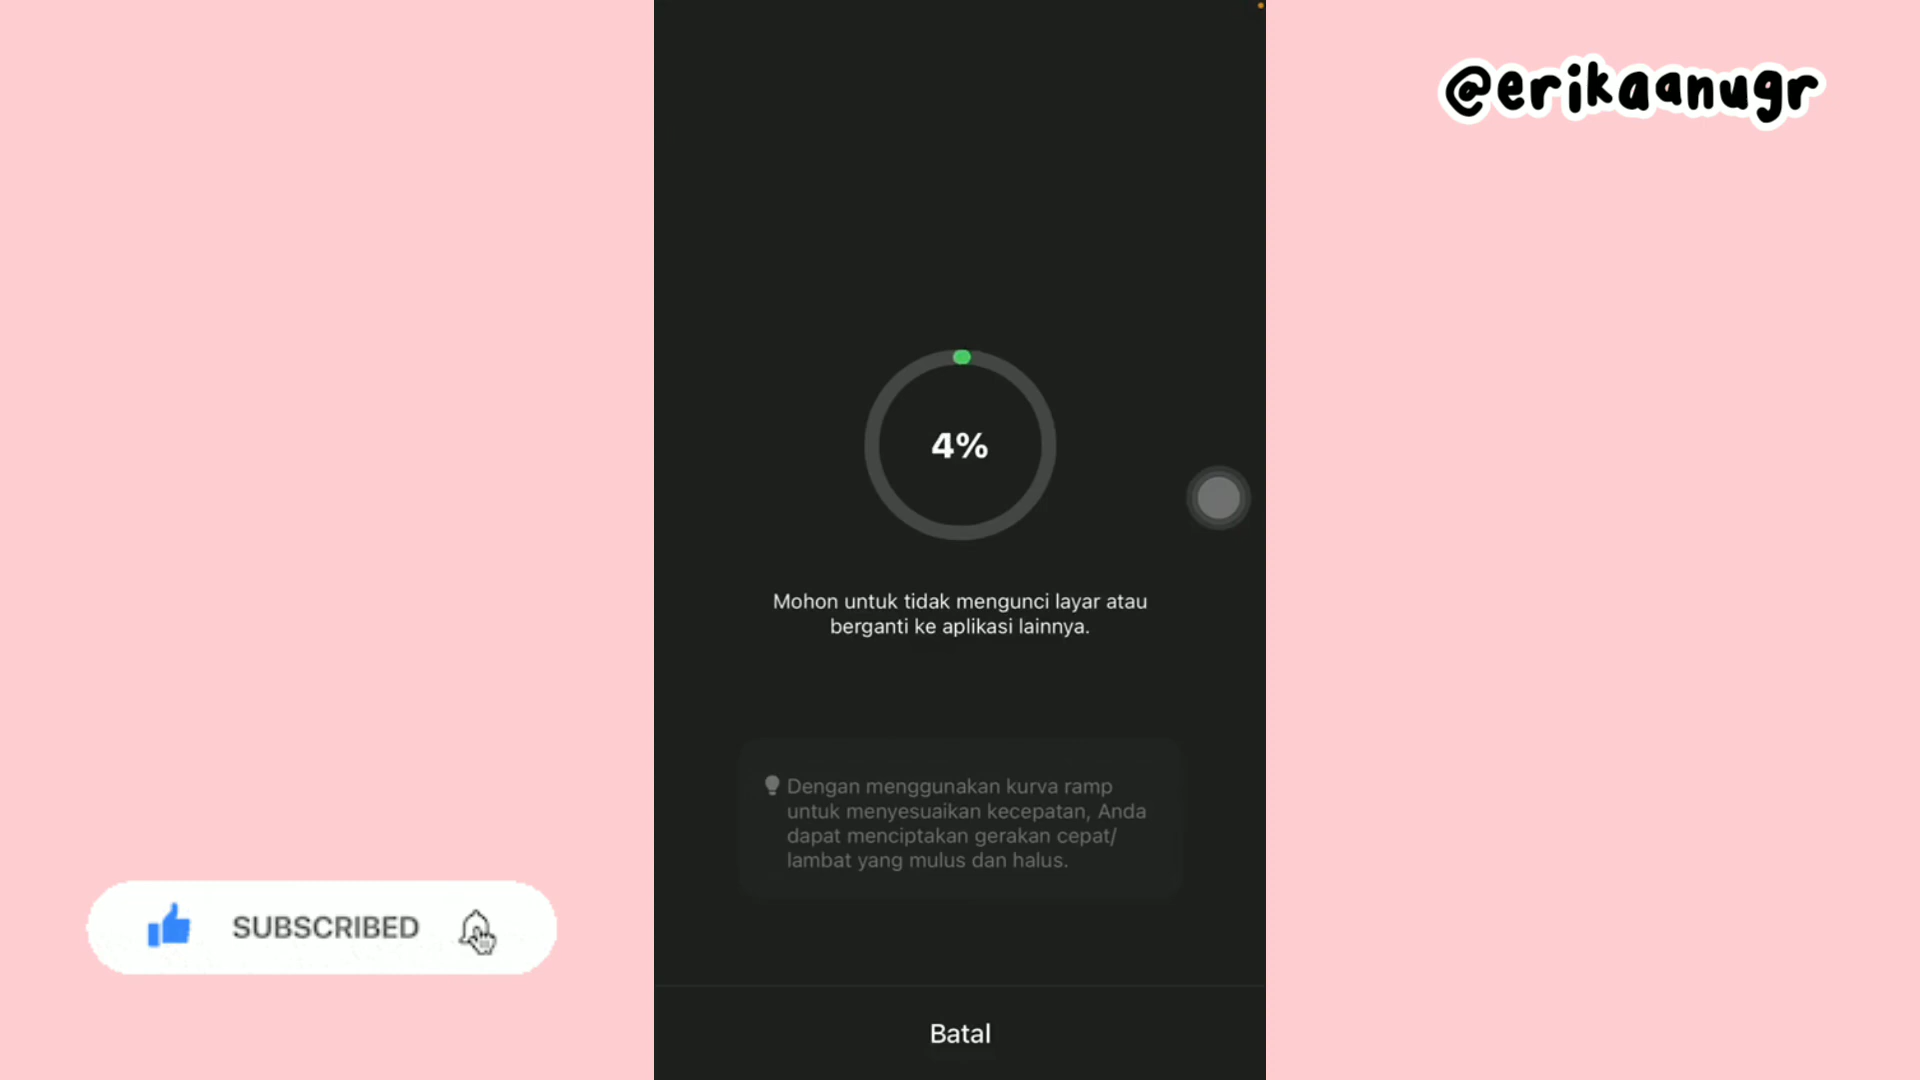 @erikaanugr
4%
Mohon untuk tidak mengunci layar atau
berganti ke aplikasi lainnya.
Dengan menggunakan kurva ramp
untuk menyesuaikan kecepatan, Anda
dapat menciptakan gerakan cepat/
lambat yang mulus dan halus.
SUBSCRIBED
Batal